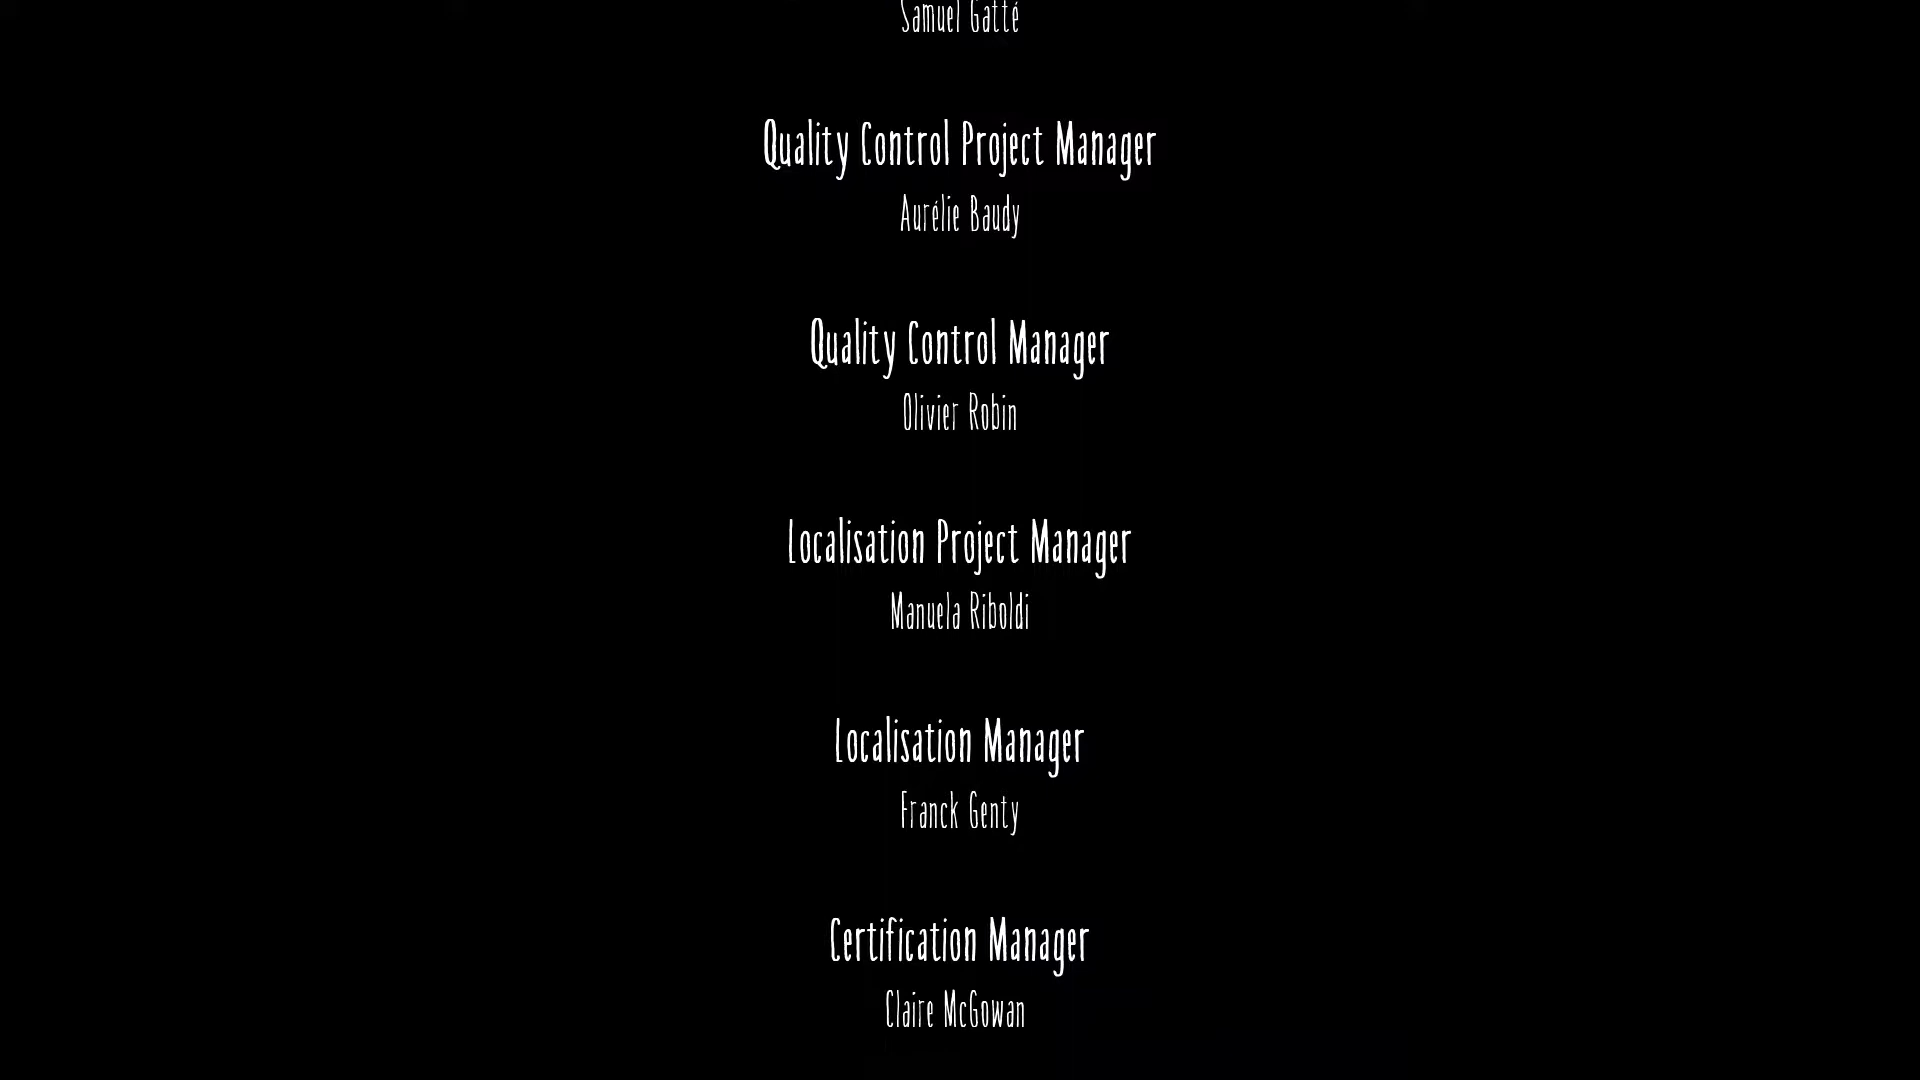 Samuel Gatté
Quality Control Project Manager
Aurélie Baudy
Quality Control Manager
Olivier Robin
Localisation Project Manager
Manuela Riboldi
Localisation Manager
Franck Genty
Certification Manager
Claire McGowan